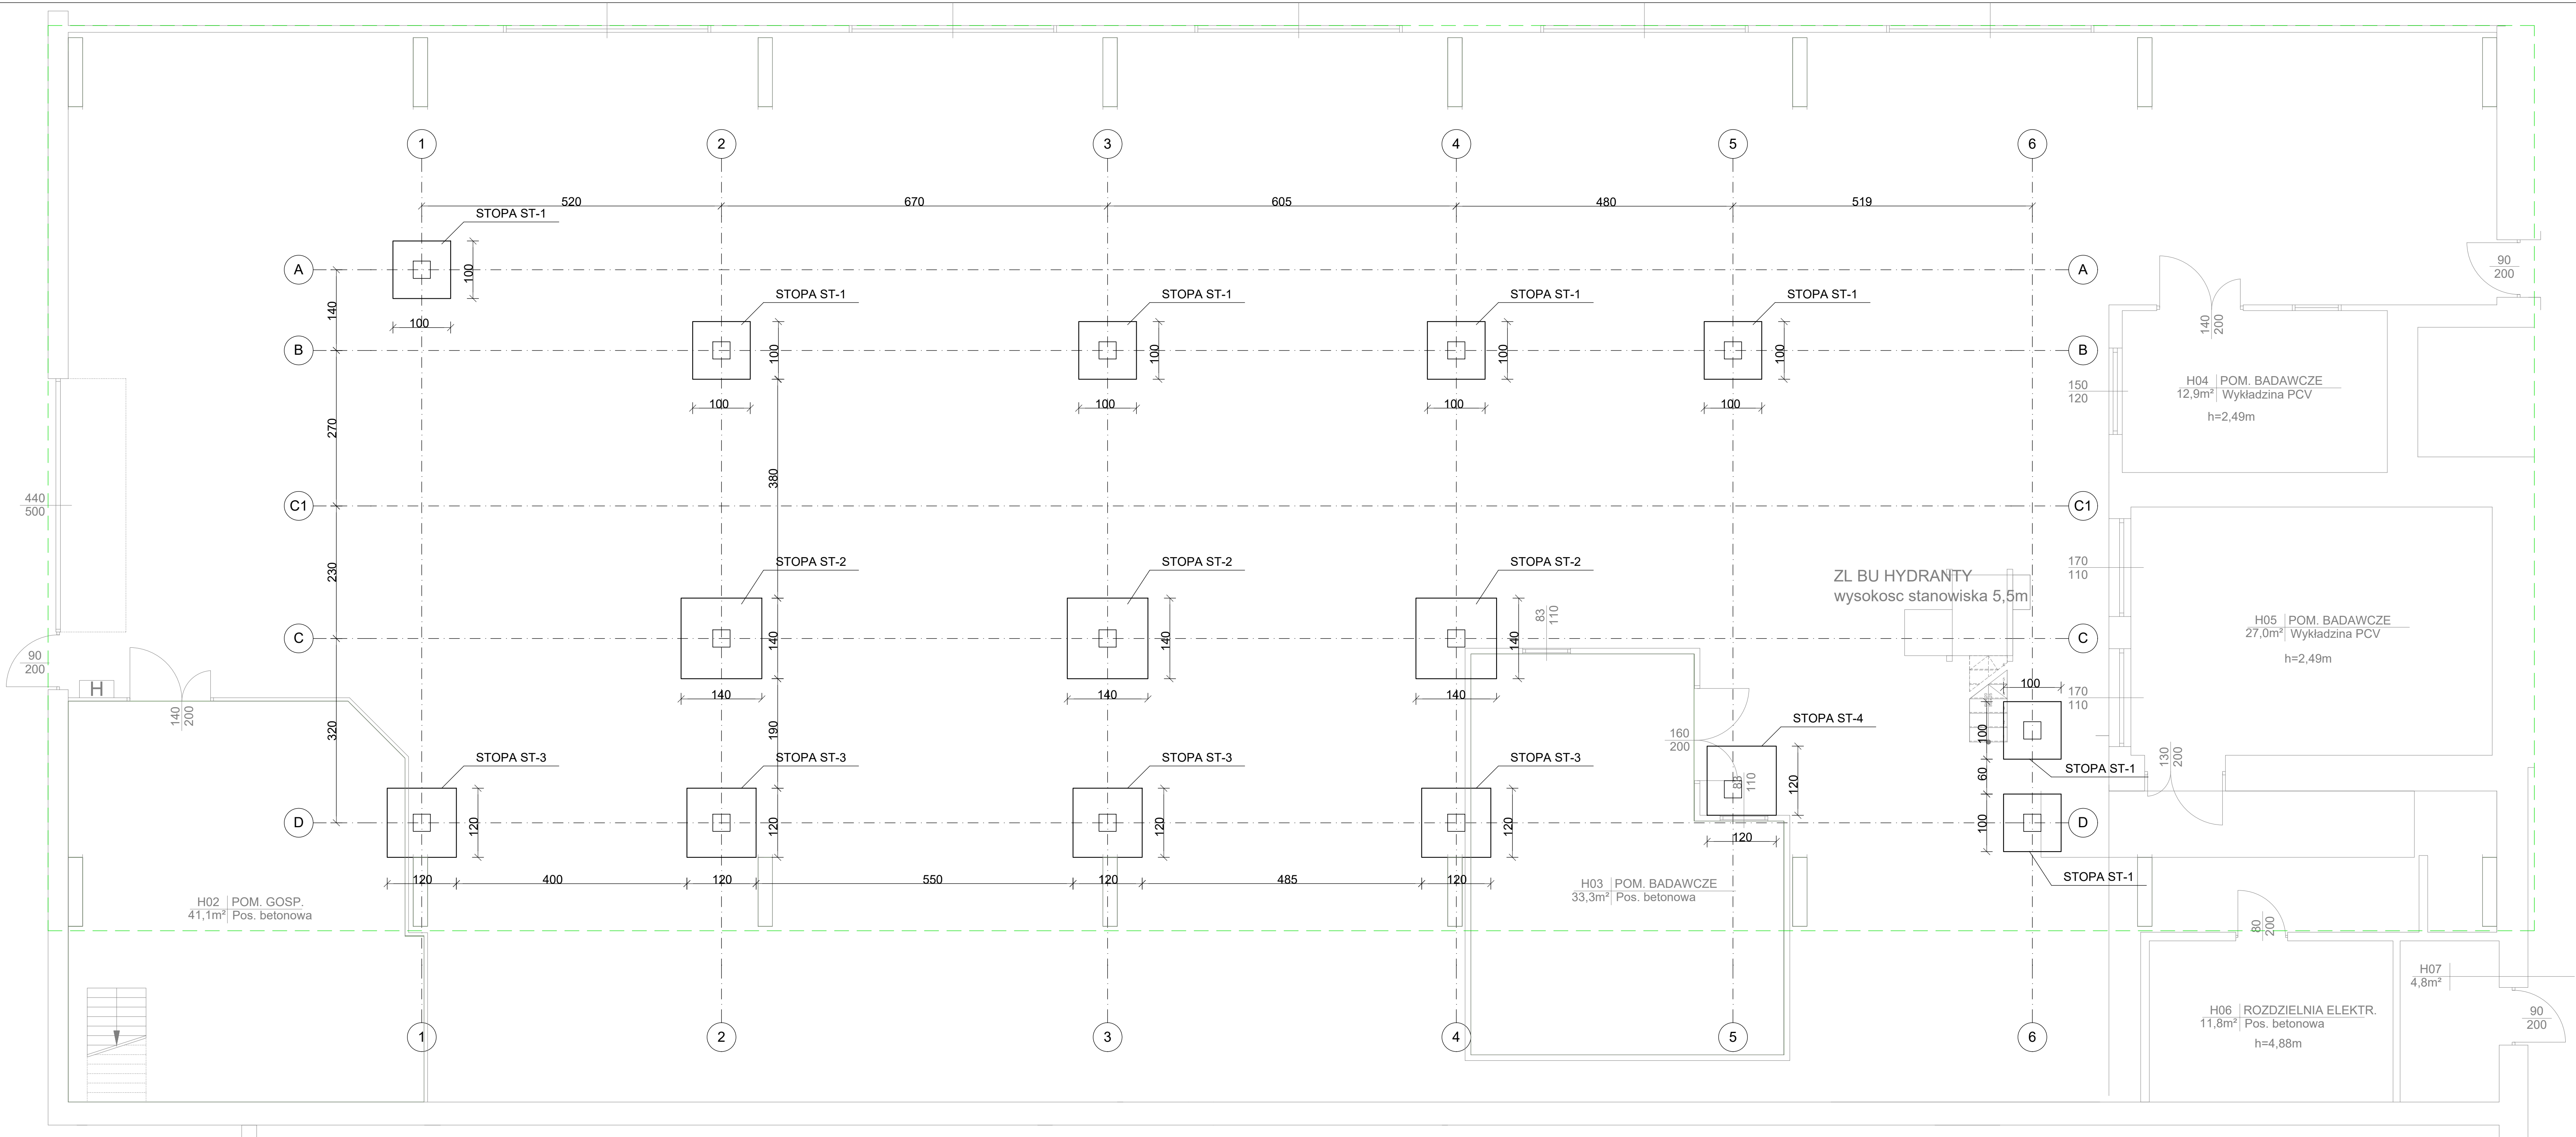 1 2 3 4 5 6
520 670 605 480 519
STOPA ST-1
A 100 A
90
200
140
STOPA ST-1 STOPA ST-1 STOPA ST-1 STOPA ST-1
100
140
200
B 100 100 100 100 B
150
120
H04 POM. BADAWCZE
12,9m² Wykładzina PCV
h=2,49m
100 100 100 100
270
380
440
500
C1 C1
230
STOPA ST-2 STOPA ST-2 STOPA ST-2
170
110
ZL BU HYDRANTY
wysokosc stanowiska 5,5m
83
110
H05 POM. BADAWCZE
27,0m² Wykładzina PCV
h=2,49m
C 140 140 140 C
90
200
H
140 140 140
100
170
110
140
200
320
190
STOPA ST-4
100
160
200
STOPA ST-3 STOPA ST-3 STOPA ST-3 STOPA ST-3
130
200
STOPA ST-1
60
83
110
120
D 120 120 120 120 100 D
120
120 400 120 550 120 485 120
STOPA ST-1
H03 POM. BADAWCZE
33,3m² Pos. betonowa
H02 POM. GOSP.
41,1m² Pos. betonowa
80
200
H07
4,8m²
H06 ROZDZIELNIA ELEKTR.
11,8m² Pos. betonowa
h=4,88m
90
200
1 2 3 4 5 6